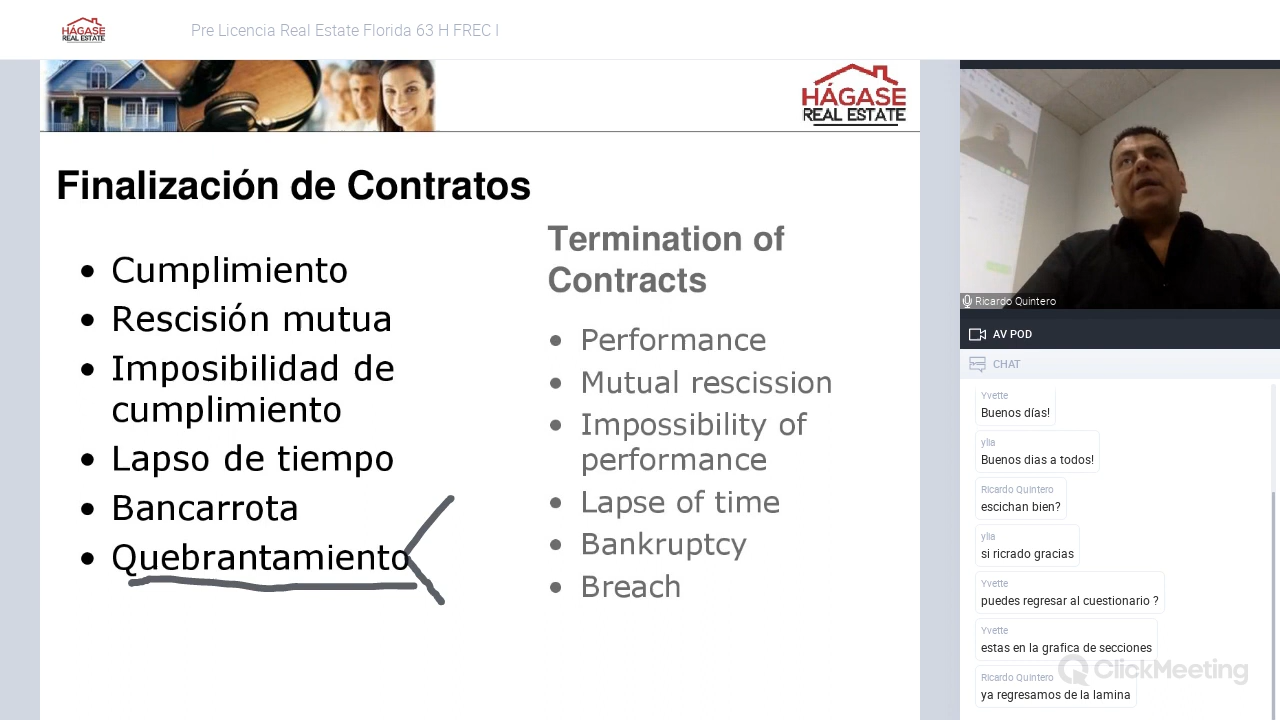 HÁGASE
REAL ESTATE
Pre Licencia Real Estate Florida 63 H FREC I
HÁGASE
REAL ESTATE
Finalización de Contratos
• Cumplimiento
• Rescisión mutua
• Imposibilidad de
cumplimiento
• Lapso de tiempo
• Bancarrota
• Quebrantamiento
Termination of
Contracts
• Performance
• Mutual rescission
• Impossibility of
performance
• Lapse of time
• Bankruptcy
• Breach
Ricardo Quintero
AV POD
CHAT
Yvette
Buenos días!
ylia
Buenos dias a todos!
Ricardo Quintero
escichan bien?
ylia
si ricrado gracias
Yvette
puedes regresar al cuestionario ?
Yvette
estas en la grafica de secciones
Ricardo Quintero
ya regresamos de la lamina
ClickMeeting